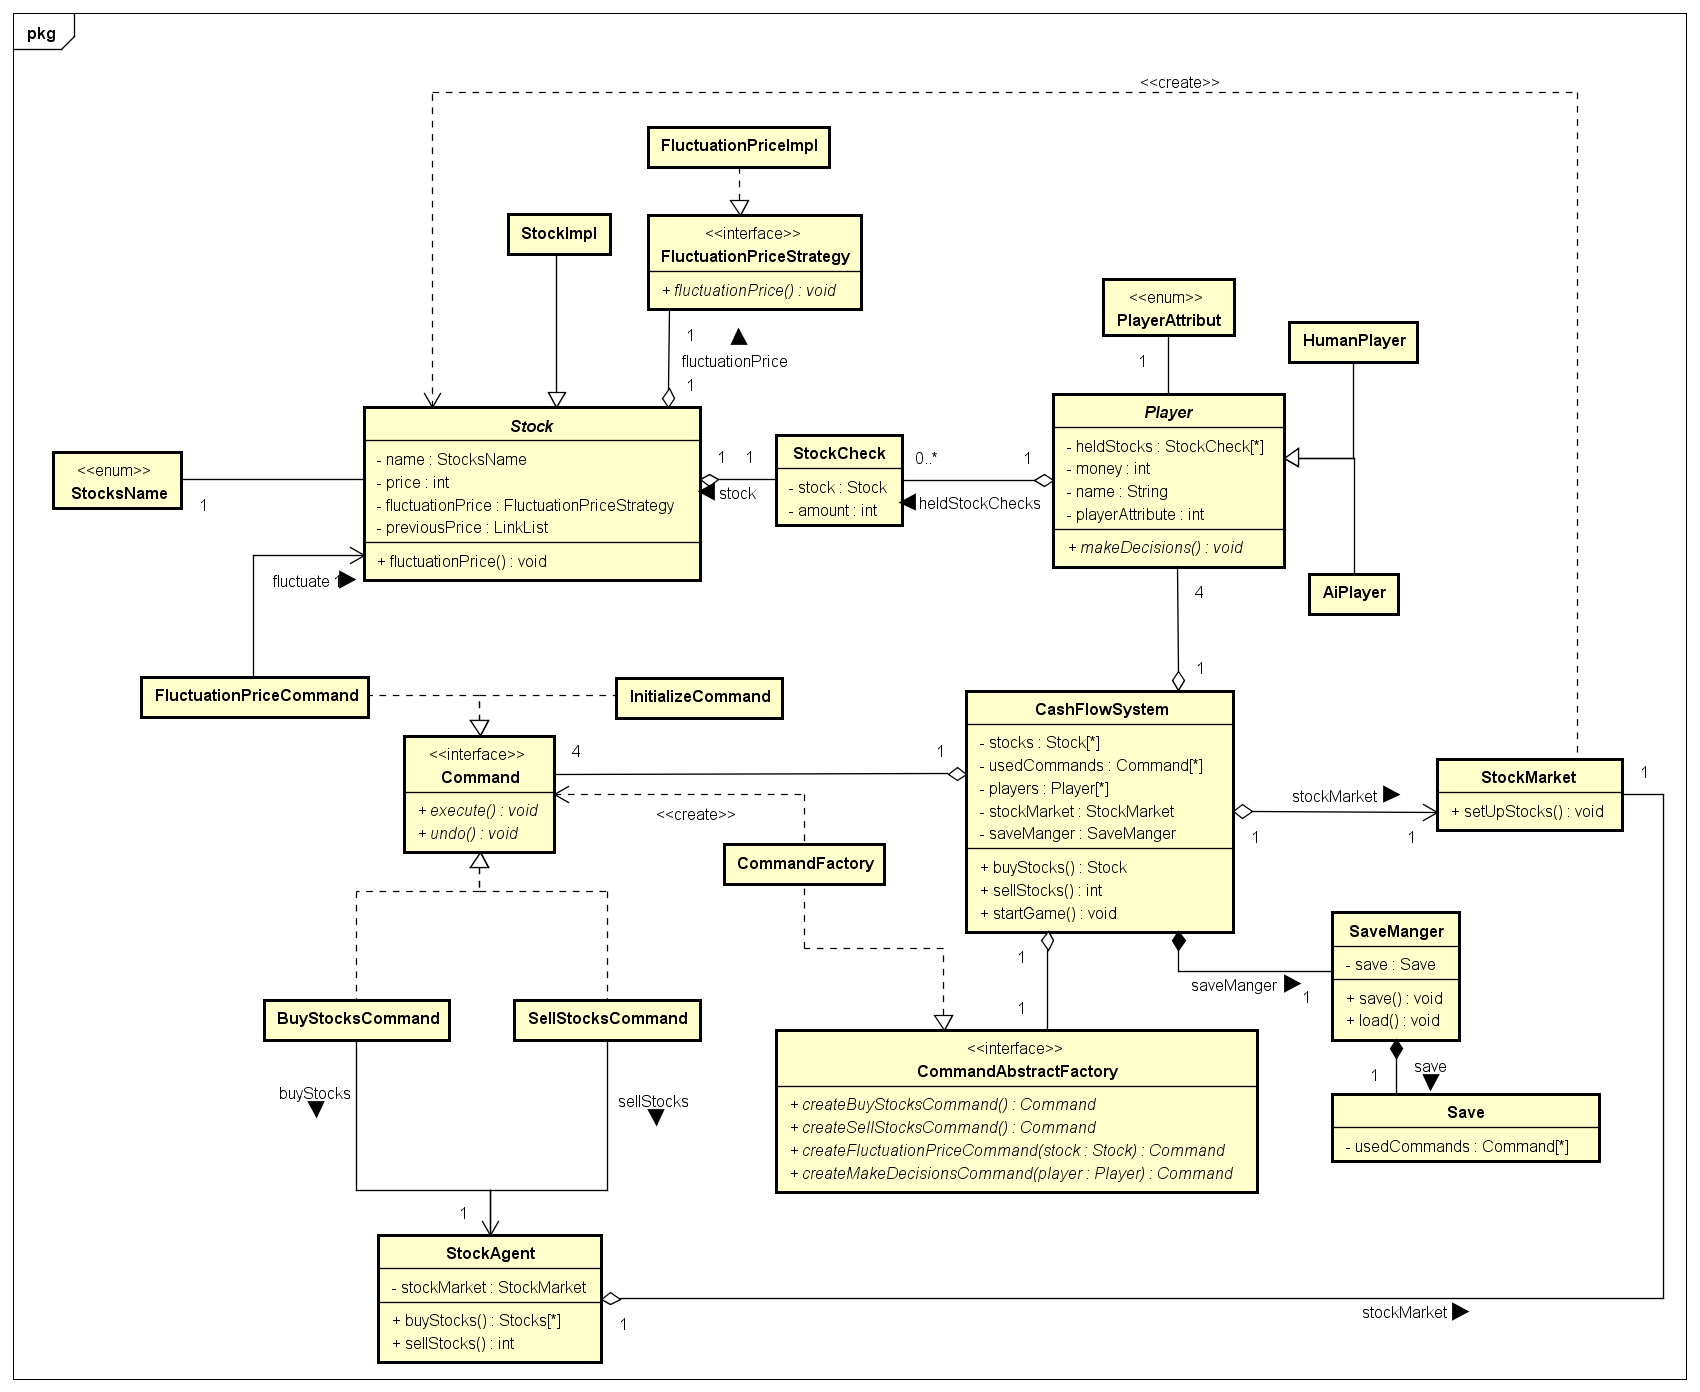 pkg
<<create>>
FluctuationPriceImpl
StockImpl
<<interface>>
FluctuationPriceStrategy
+ fluctuationPrice() : void
1
fluctuationPrice
1
<<enum>>
PlayerAttribut
1
HumanPlayer
AiPlayer
Stock
- name : StocksName
- price : int
- fluctuationPrice : FluctuationPriceStrategy
- previousPrice : LinkList
+ fluctuationPrice() : void
<<enum>>
StocksName
1
1
1
stock
StockCheck
- stock : Stock
- amount : int
0..*
1
heldStockChecks
Player
- heldStocks : StockCheck[*]
- money : int
- name : String
- playerAttribute : int
+ makeDecisions() : void
fluctuate 1
4
1
FluctuationPriceCommand
InitializeCommand
<<interface>>
Command
+ execute() : void
+ undo() : void
4
1
<<create>>
CommandFactory
CashFlowSystem
- stocks : Stock[*]
- usedCommands : Command[*]
- players : Player[*]
- stockMarket : StockMarket
- saveManger : SaveManger
+ buyStocks() : Stock
+ sellStocks() : int
+ startGame() : void
stockMarket
1
1
StockMarket
+ setUpStocks() : void
1
1
1
saveManger
1
SaveManger
- save : Save
+ save() : void
+ load() : void
1
save
Save
- usedCommands : Command[*]
BuyStocksCommand
SellStocksCommand
buyStocks
sellStocks
<<interface>>
CommandAbstractFactory
+ createBuyStocksCommand() : Command
+ createSellStocksCommand() : Command
+ createFluctuationPriceCommand(stock : Stock) : Command
+ createMakeDecisionsCommand(player : Player) : Command
1
StockAgent
- stockMarket : StockMarket
+ buyStocks() : Stocks[*]
+ sellStocks() : int
1
stockMarket